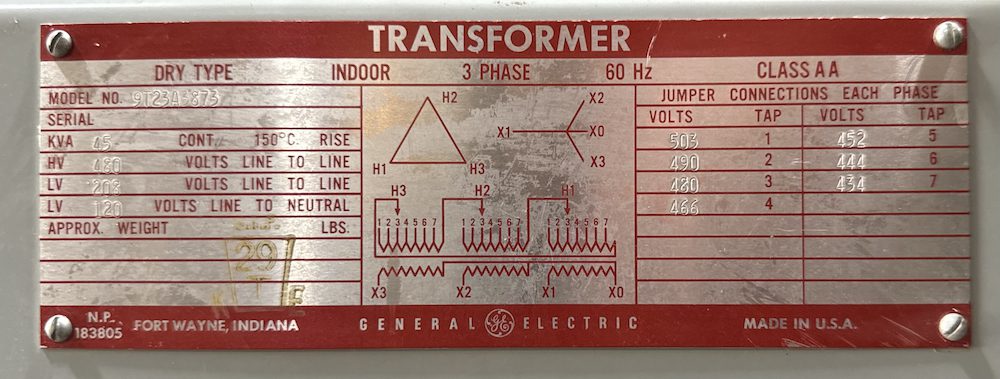 TRANSFORMER
DRY TYPE INDOOR 3 PHASE 60 Hz CLASS AA
MODEL NO. 9T23A3873
SERIAL
KVA 45 CONT. 150°C. RISE
HV 480 VOLTS LINE TO LINE
LV 208 VOLTS LINE TO LINE
LV 120 VOLTS LINE TO NEUTRAL
APPROX. WEIGHT LBS.
29
H2
H1 H3
X2
X1 X0
X3
H3 H2 H1
1 2 3 4 5 6 7 1 2 3 4 5 6 7 1 2 3 4 5 6 7
X3 X2 X1 X0
JUMPER CONNECTIONS EACH PHASE
VOLTS TAP VOLTS TAP
503 1 452 5
490 2 444 6
480 3 434 7
466 4
N.P.
183805 FORT WAYNE, INDIANA GENERAL GE ELECTRIC MADE IN U.S.A.